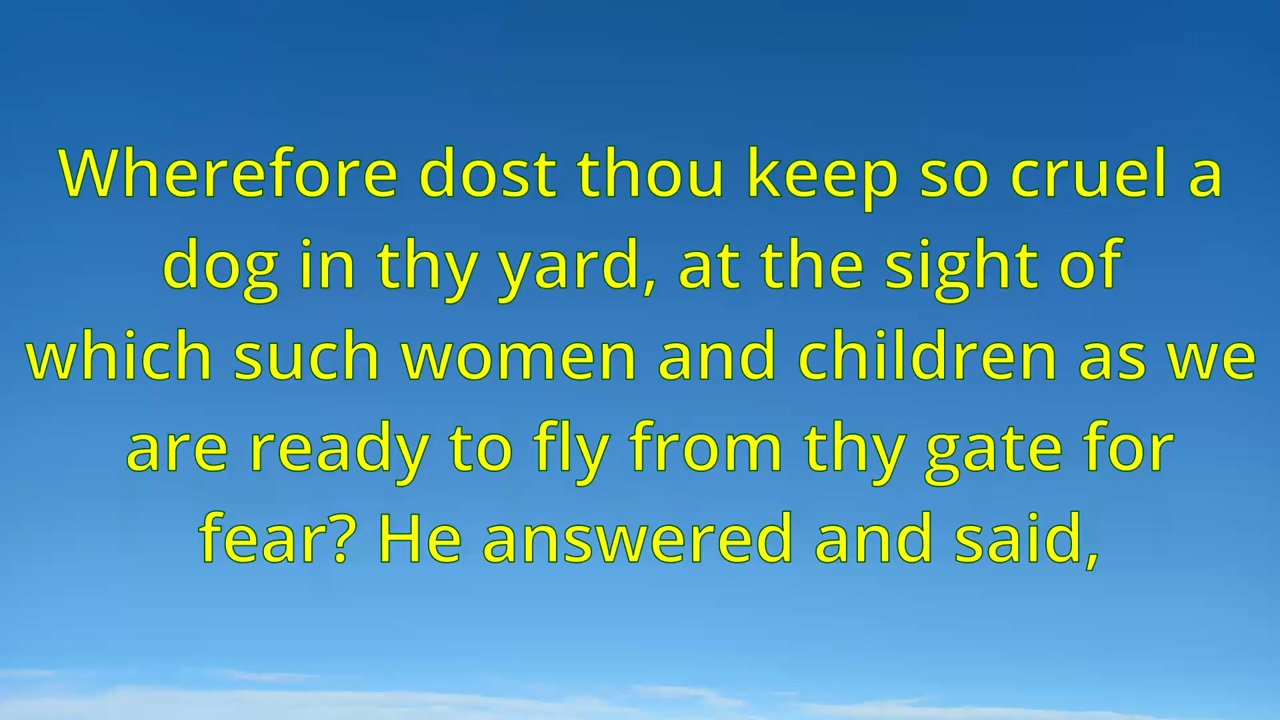 Wherefore dost thou keep so cruel a
dog in thy yard, at the sight of
which such women and children as we
are ready to fly from thy gate for
fear? He answered and said,